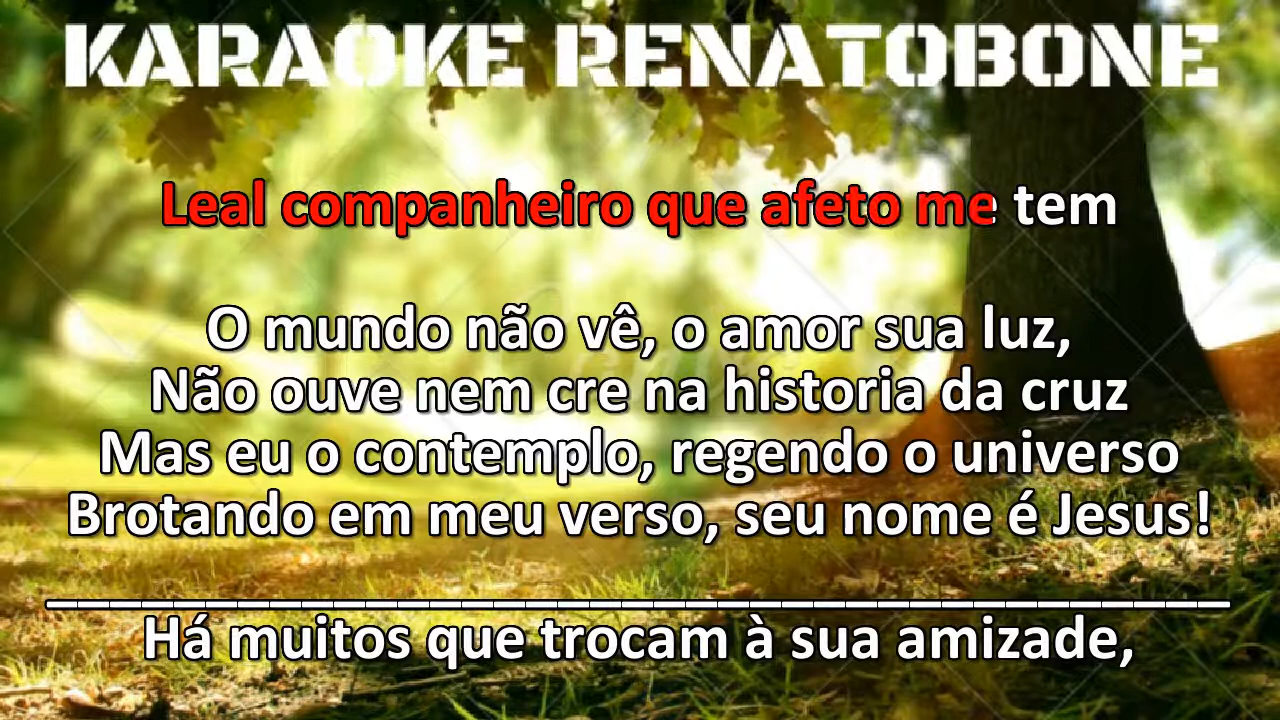 KARAOKE RENATOBONE
Leal companheiro que afeto me tem
O mundo não vê, o amor sua luz,
Não ouve nem cre na historia da cruz
Mas eu o contemplo, regendo o universo
Brotando em meu verso, seu nome é Jesus!
Há muitos que trocam à sua amizade,